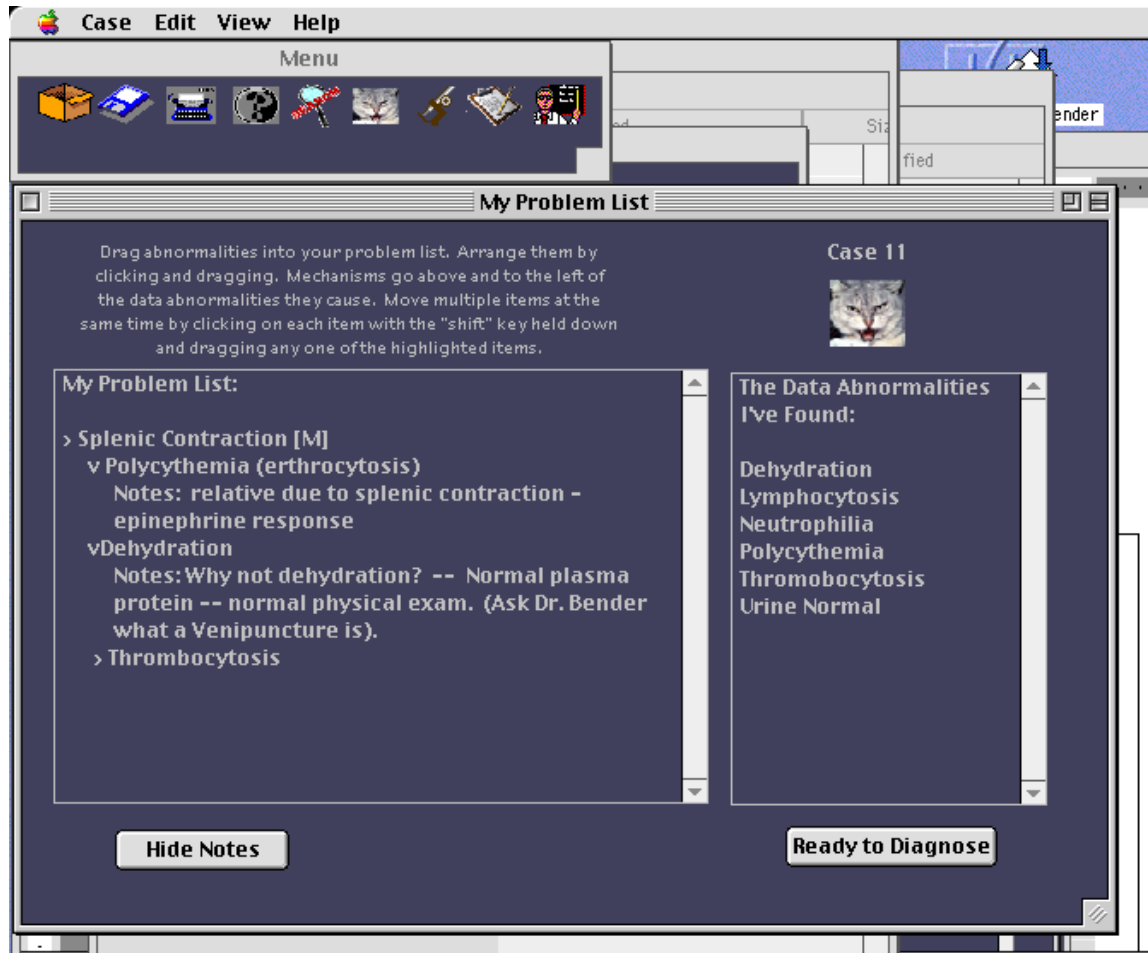 Case Edit View Help
Menu
Siz
ender
fied
My Problem List
Drag abnormalities into your problem list. Arrange them by
clicking and dragging. Mechanisms go above and to the left of
the data abnormalities they cause. Move multiple items at the
same time by clicking on each item with the "shift" key held down
and dragging any one of the highlighted items.
Case 11
My Problem List:
> Splenic Contraction [M]
v Polycythemia (erthrocytosis)
Notes: relative due to splenic contraction -
epinephrine response
vDehydration
Notes: Why not dehydration? -- Normal plasma
protein -- normal physical exam. (Ask Dr. Bender
what a Venipuncture is).
> Thrombocytosis
The Data Abnormalities
I've Found:
Dehydration
Lymphocytosis
Neutrophilia
Polycythemia
Thromobocytosis
Urine Normal
Hide Notes
Ready to Diagnose